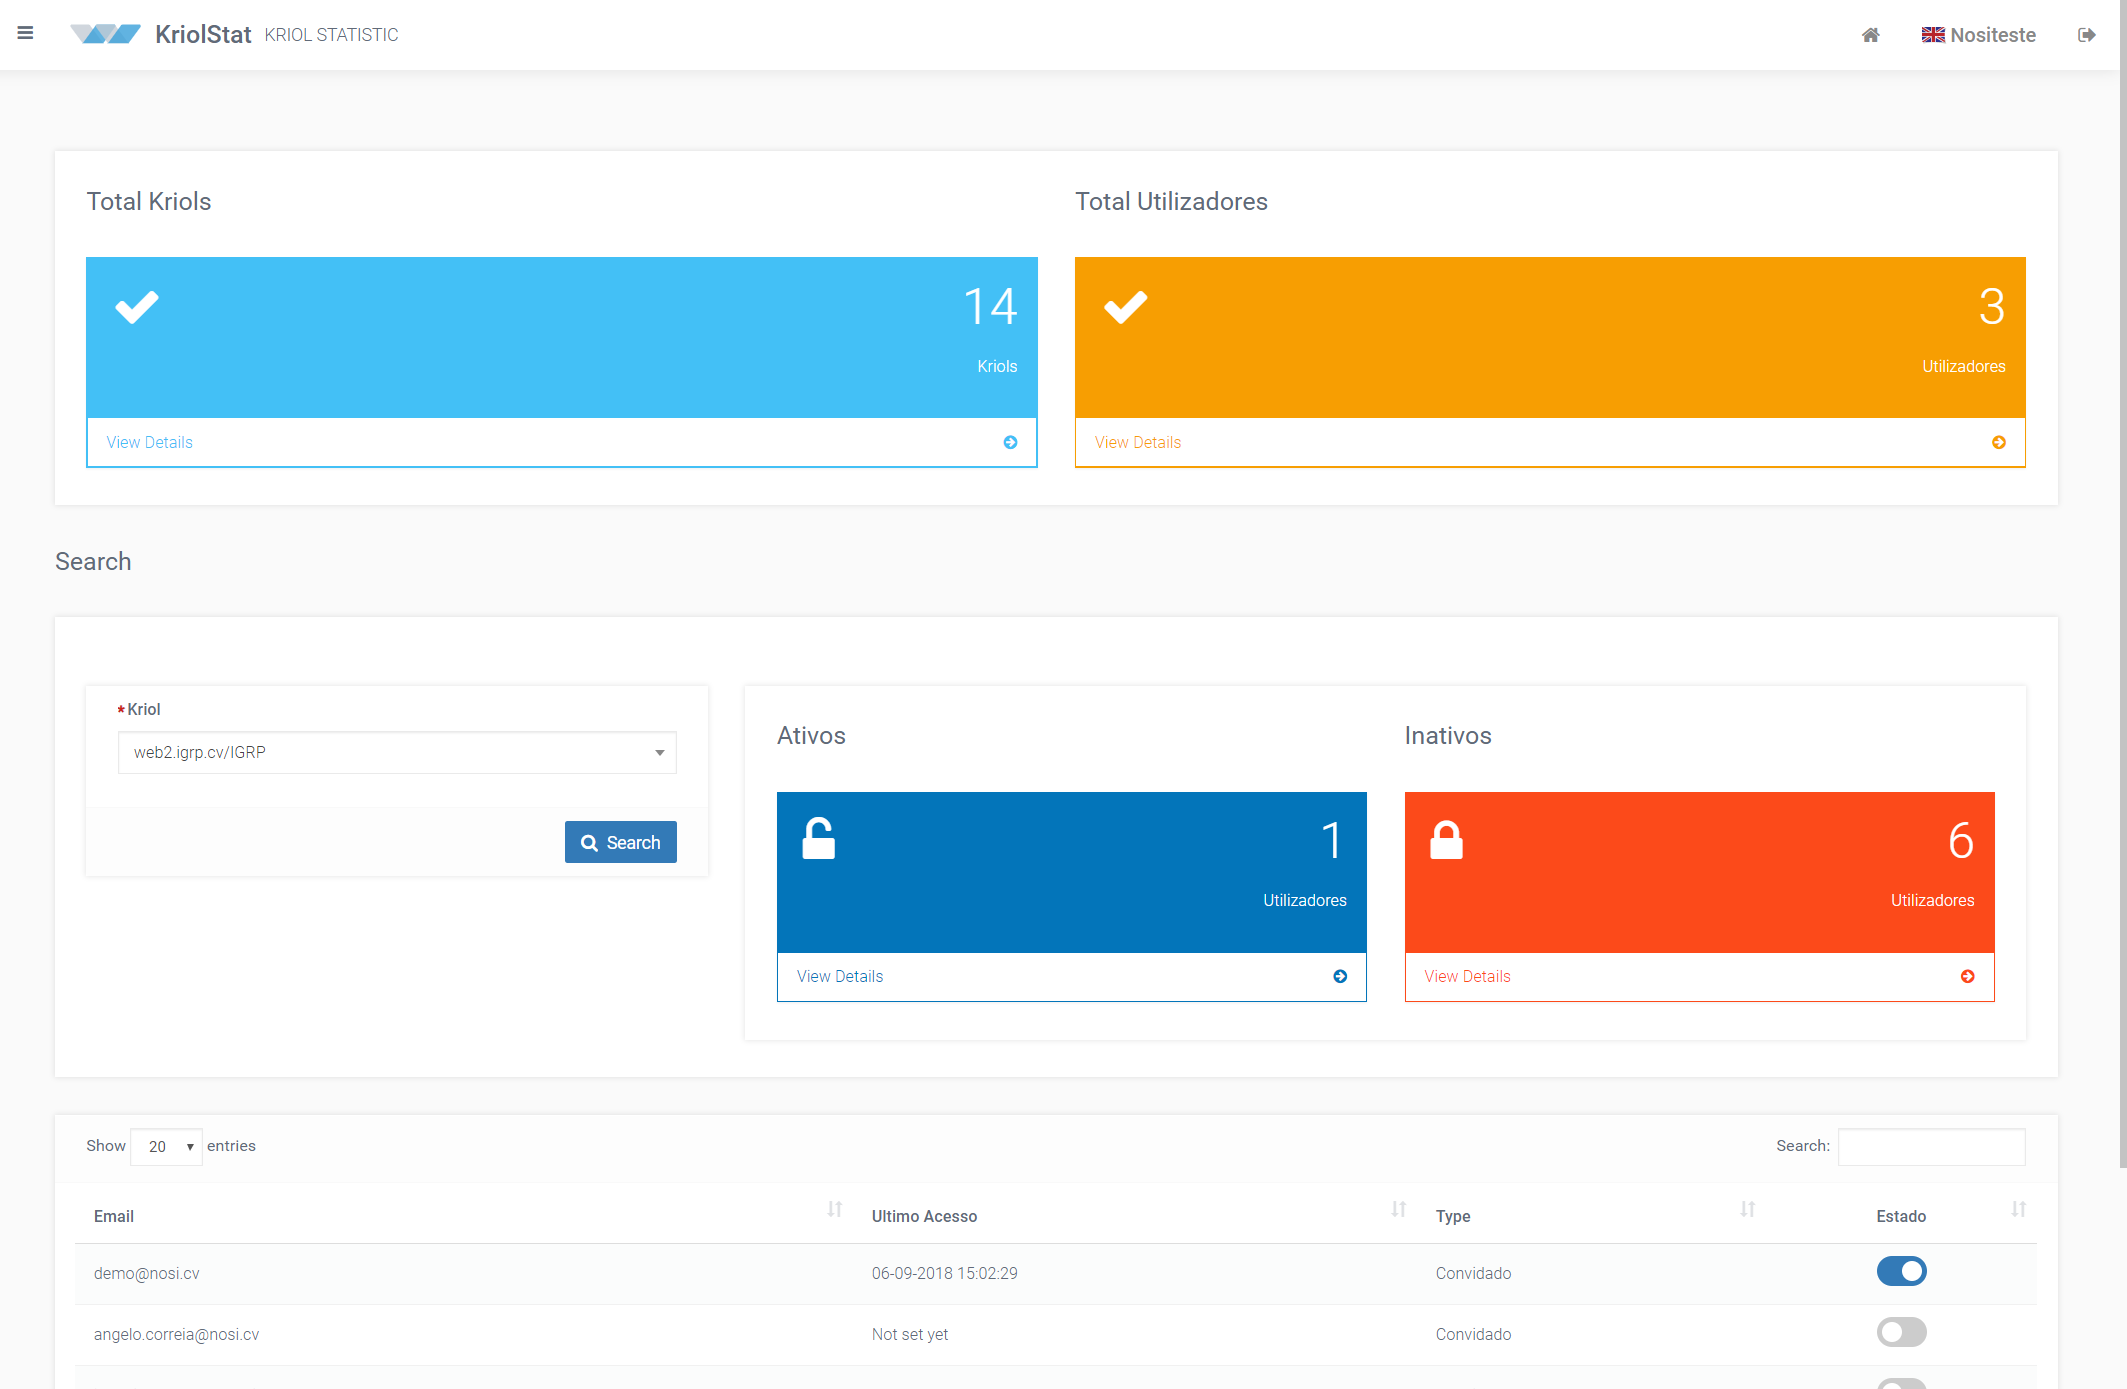 KriolStat KRIOL STATISTIC
Nositeste
Total Kriols
Total Utilizadores
14
Kriols
View Details
3
Utilizadores
View Details
Search
* Kriol
web2.igrp.cv/IGRP
Search
Ativos
Inativos
1
Utilizadores
View Details
6
Utilizadores
View Details
Show 20 entries
Search:
Email Ultimo Acesso Type Estado
demo@nosi.cv 06-09-2018 15:02:29 Convidado
angelo.correia@nosi.cv Not set yet Convidado